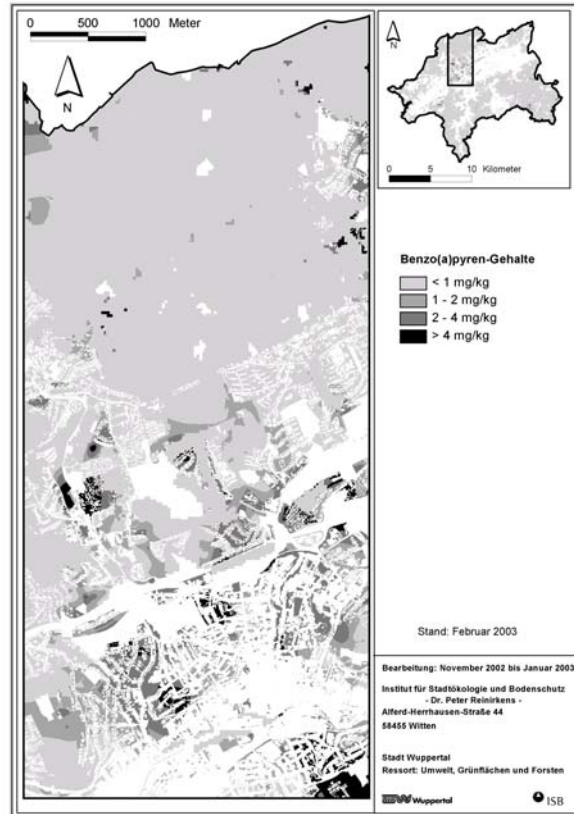 0 500 1000 Meter
N
N
0 5 10 Kilometer
Benzo(a)pyren-Gehalte
< 1 mg/kg
1 - 2 mg/kg
2 - 4 mg/kg
> 4 mg/kg
Stand: Februar 2003
Bearbeitung: November 2002 bis Januar 2003
Institut für Stadtökologie und Bodenschutz
- Dr. Peter Reinirkens -
Alferd-Herrhausen-Straße 44
58455 Witten
Stadt Wuppertal
Ressort: Umwelt, Grünflächen und Forsten
Wuppertal
ISB